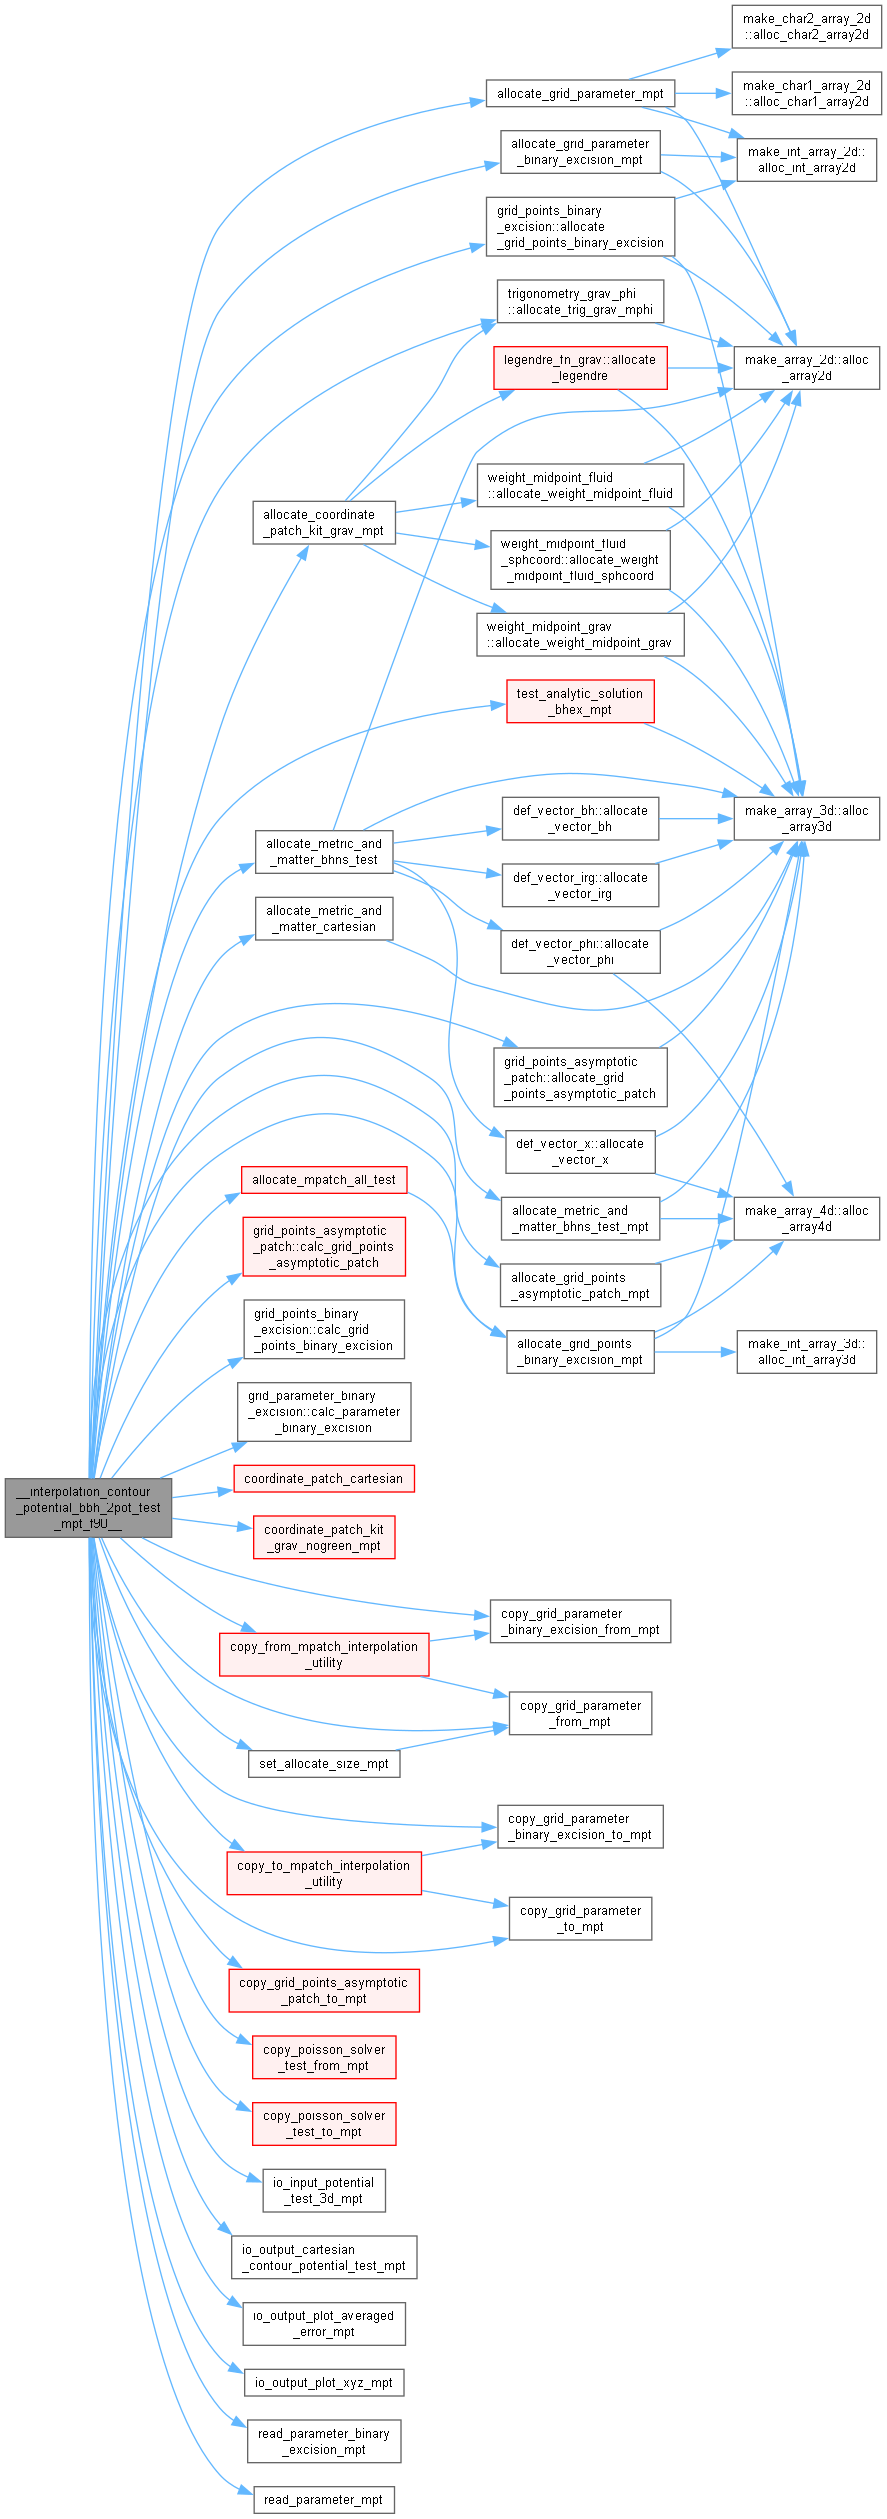 make_char2_array_2d
::alloc_char2_array2d
allocate_grid_parameter_mpt
make_char1_array_2d
::alloc_char1_array2d
allocate_grid_parameter
_binary_excision_mpt
make_int_array_2d::
alloc_int_array2d
grid_points_binary
_excision::allocate
_grid_points_binary_excision
trigonometry_grav_phi
::allocate_trig_grav_mphi
legendre_fn_grav::allocate
_legendre
make_array_2d::alloc
_array2d
weight_midpoint_fluid
::allocate_weight_midpoint_fluid
allocate_coordinate
_patch_kit_grav_mpt
weight_midpoint_fluid
_sphcoord::allocate_weight
_midpoint_fluid_sphcoord
weight_midpoint_grav
::allocate_weight_midpoint_grav
test_analytic_solution
_bhex_mpt
def_vector_bh::allocate
_vector_bh
make_array_3d::alloc
_array3d
allocate_metric_and
_matter_bhns_test
def_vector_irg::allocate
_vector_irg
allocate_metric_and
_matter_cartesian
def_vector_phi::allocate
_vector_phi
grid_points_asymptotic
_patch::allocate_grid
_points_asymptotic_patch
def_vector_x::allocate
_vector_x
allocate_mpatch_all_test
allocate_metric_and
_matter_bhns_test_mpt
make_array_4d::alloc
_array4d
grid_points_asymptotic
_patch::calc_grid_points
_asymptotic_patch
allocate_grid_points
_asymptotic_patch_mpt
grid_points_binary
_excision::calc_grid
_points_binary_excision
allocate_grid_points
_binary_excision_mpt
make_int_array_3d::
alloc_int_array3d
grid_parameter_binary
_excision::calc_parameter
_binary_excision
coordinate_patch_cartesian
__interpolation_contour
_potential_bbh_2pot_test
_mpt_f90__
coordinate_patch_kit
_grav_nogreen_mpt
copy_grid_parameter
_binary_excision_from_mpt
copy_from_mpatch_interpolation
_utility
copy_grid_parameter
_from_mpt
set_allocate_size_mpt
copy_grid_parameter
_binary_excision_to_mpt
copy_to_mpatch_interpolation
_utility
copy_grid_parameter
_to_mpt
copy_grid_points_asymptotic
_patch_to_mpt
copy_poisson_solver
_test_from_mpt
copy_poisson_solver
_test_to_mpt
io_input_potential
_test_3d_mpt
io_output_cartesian
_contour_potential_test_mpt
io_output_plot_averaged
_error_mpt
io_output_plot_xyz_mpt
read_parameter_binary
_excision_mpt
read_parameter_mpt